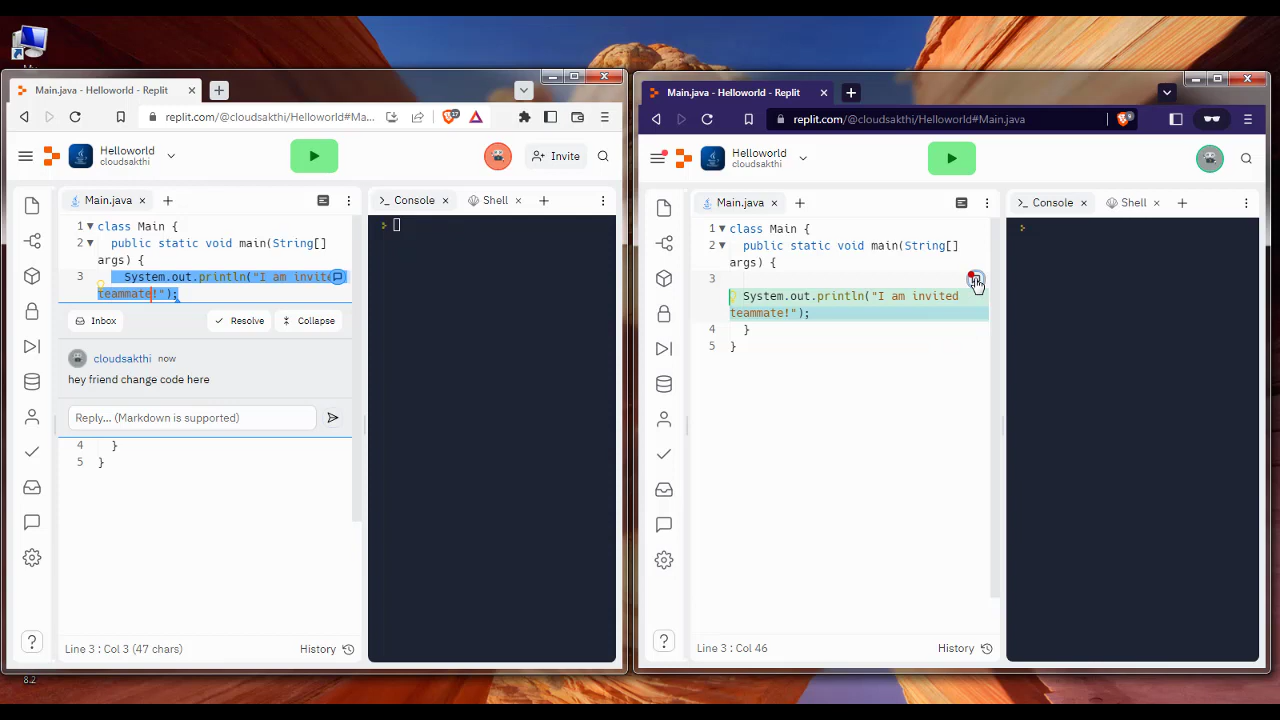 Main.java - Helloworld - Replit
replit.com/@cloudsakthi/Helloworld#Ma...
17
Helloworld
cloudsakthi
Invite
Main.java
Console
Shell
1 class Main {
2 public static void main(String[]
args) {
3 System.out.println("I am invite
teammate!");
Inbox
Resolve
Collapse
cloudsakthi now
hey friend change code here
Reply... (Markdown is supported)
4 }
5 }
?
Line 3 : Col 3 (47 chars)
History
8.2
Main.java - Helloworld - Replit
replit.com/@cloudsakthi/Helloworld#Main.java
Helloworld
cloudsakthi
Main.java
Console
Shell
1 class Main {
2 public static void main(String[]
args) {
3
System.out.println("I am invited
teammate!");
4 }
5 }
?
Line 3 : Col 46
History